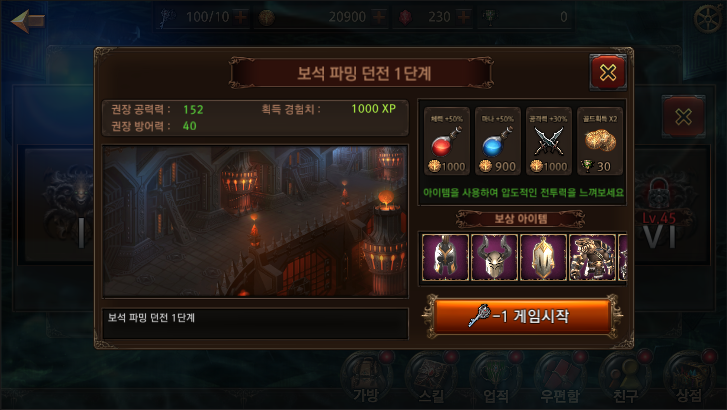 100/10
20900
230
0
보석 파밍 던전 1단계
권장 공력력 : 152
획득 경험치 : 1000 XP
권장 방어력 : 40
체력 +50%
마나 +50%
공격력 +30%
골드획득 X2
1000
900
1000
30
아이템을 사용하여 압도적인 전투력을 느껴보세요
보상 아이템
보석 파밍 던전 1단계
-1 게임시작
I
Lv.45
VI
가방
스킬
업적
우편함
친구
상점